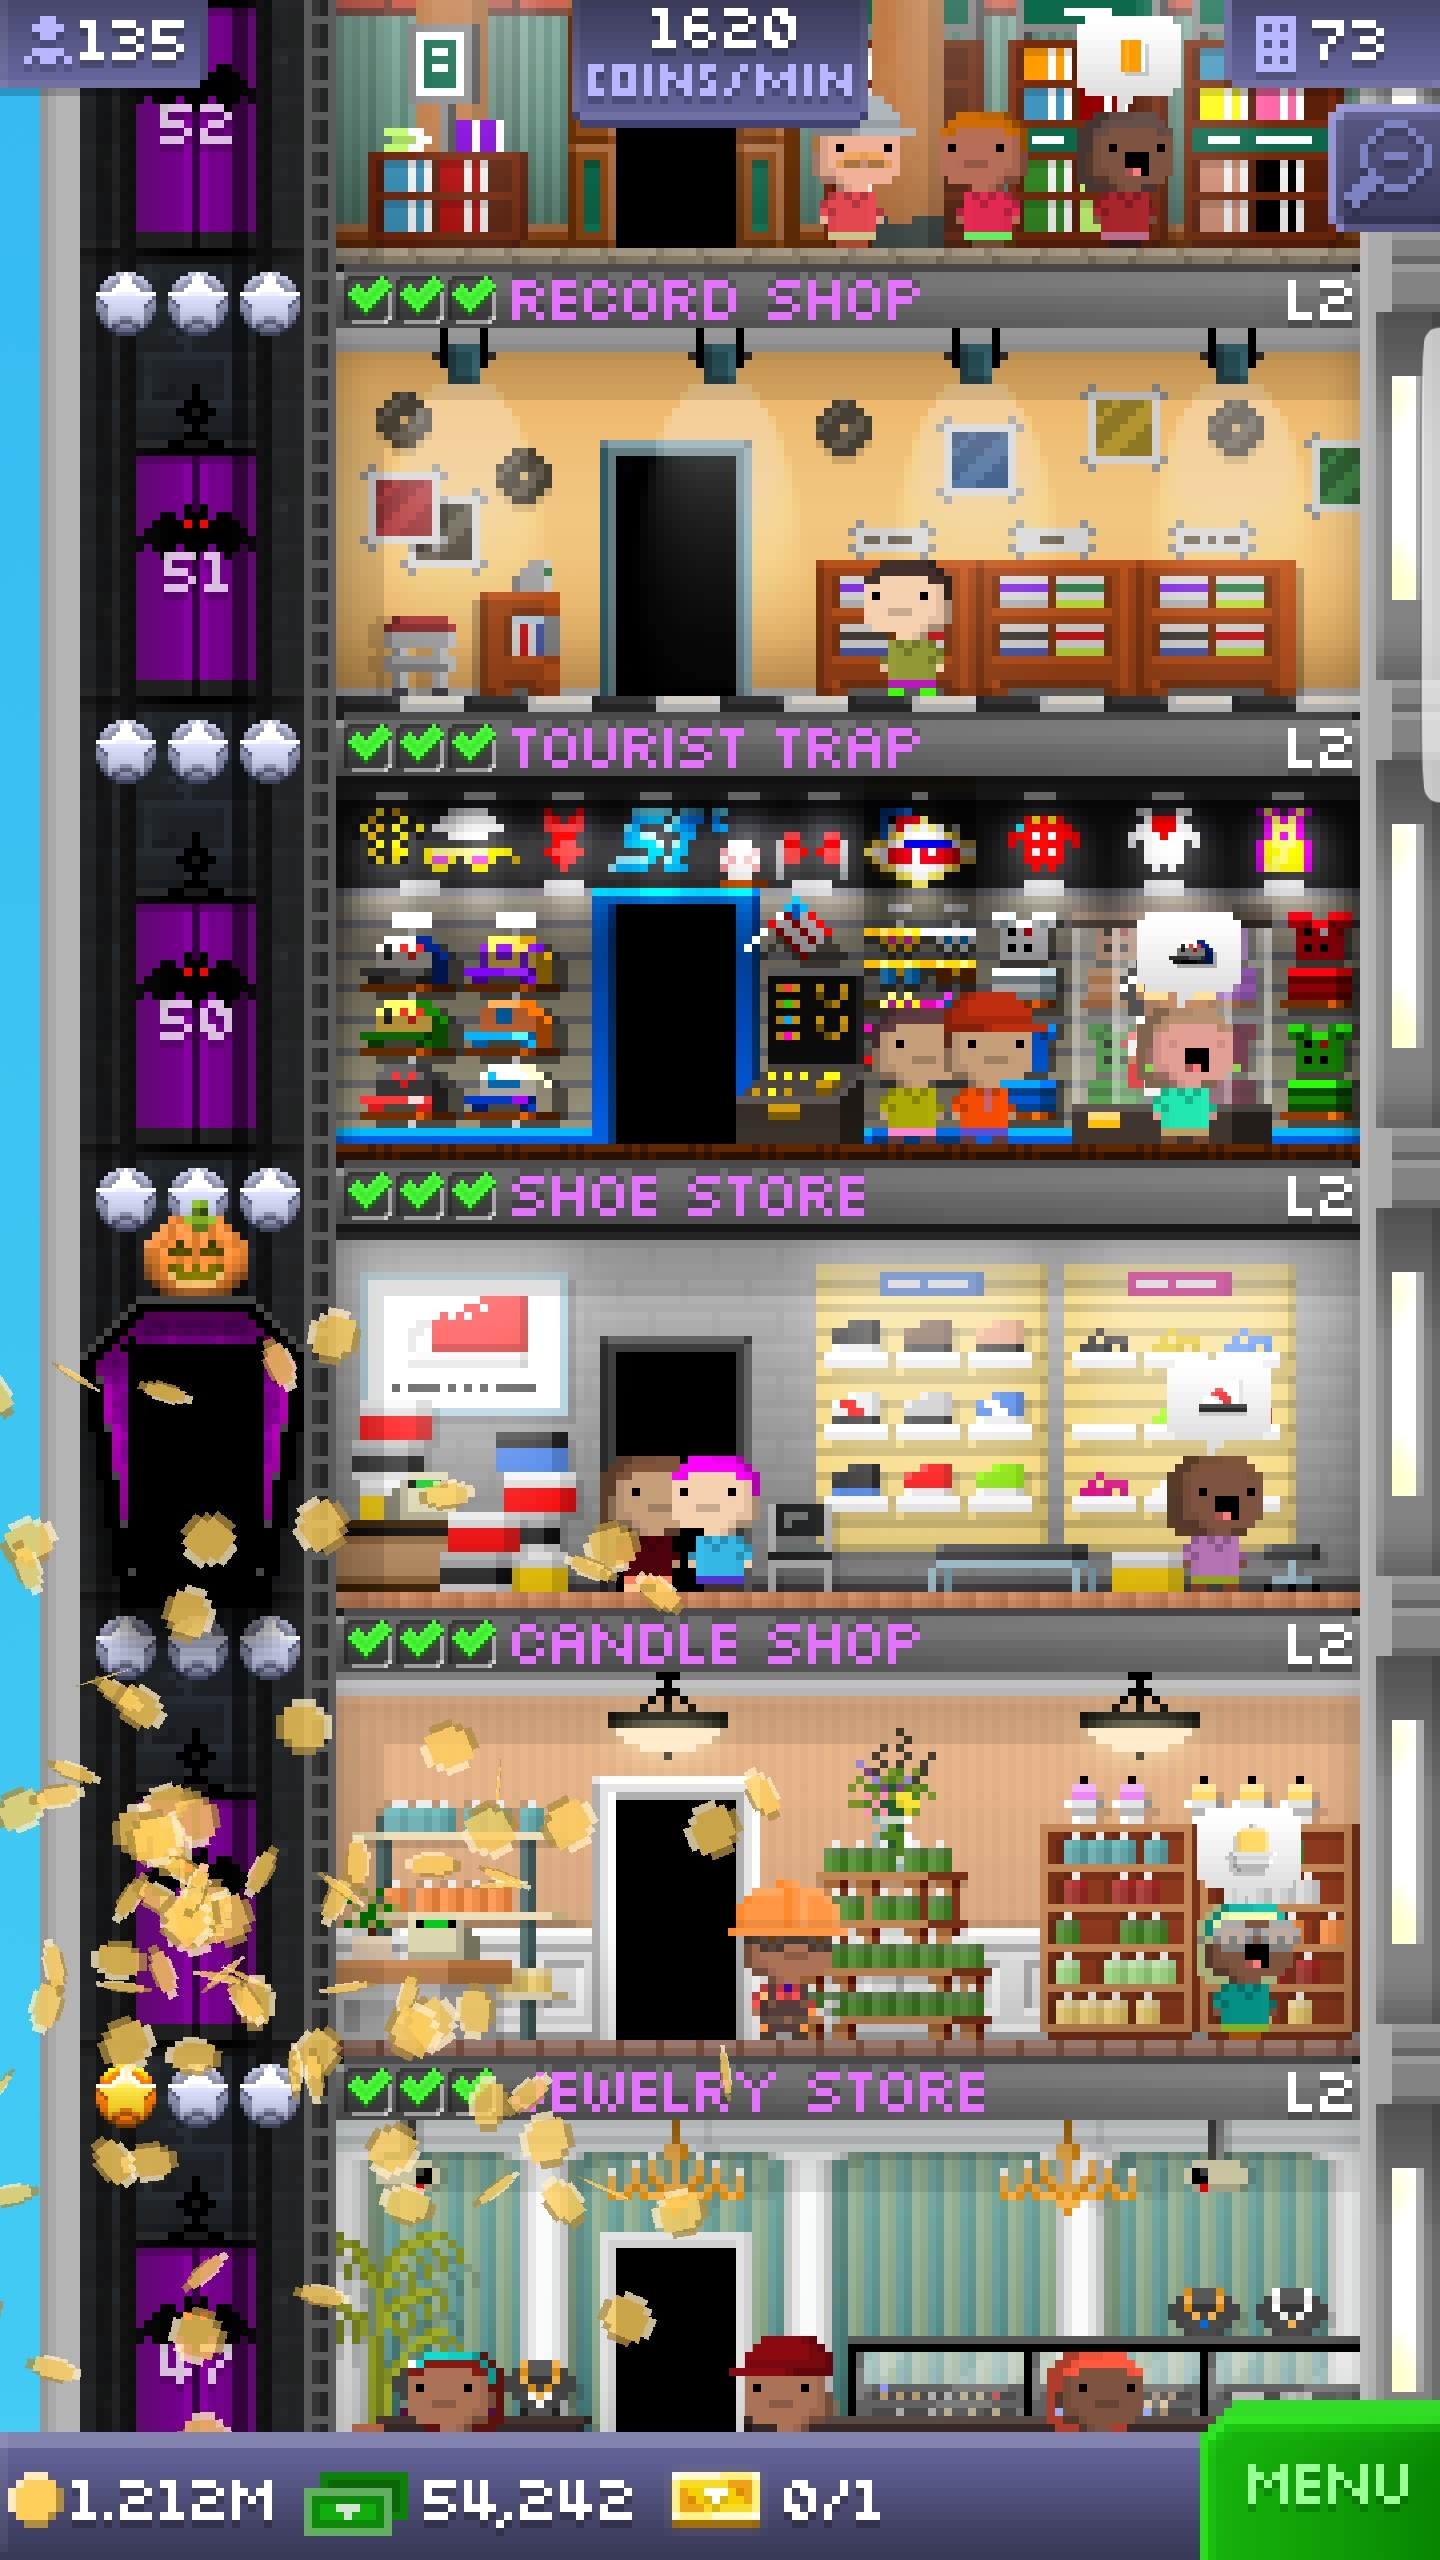 135
1620
COINS/MIN
73
52
RECORD SHOP L2
51
TOURIST TRAP L2
50
SHOE STORE L2
CANDLE SHOP L2
JEWELRY STORE L2
47
1.212M 54,242 0/1 MENU